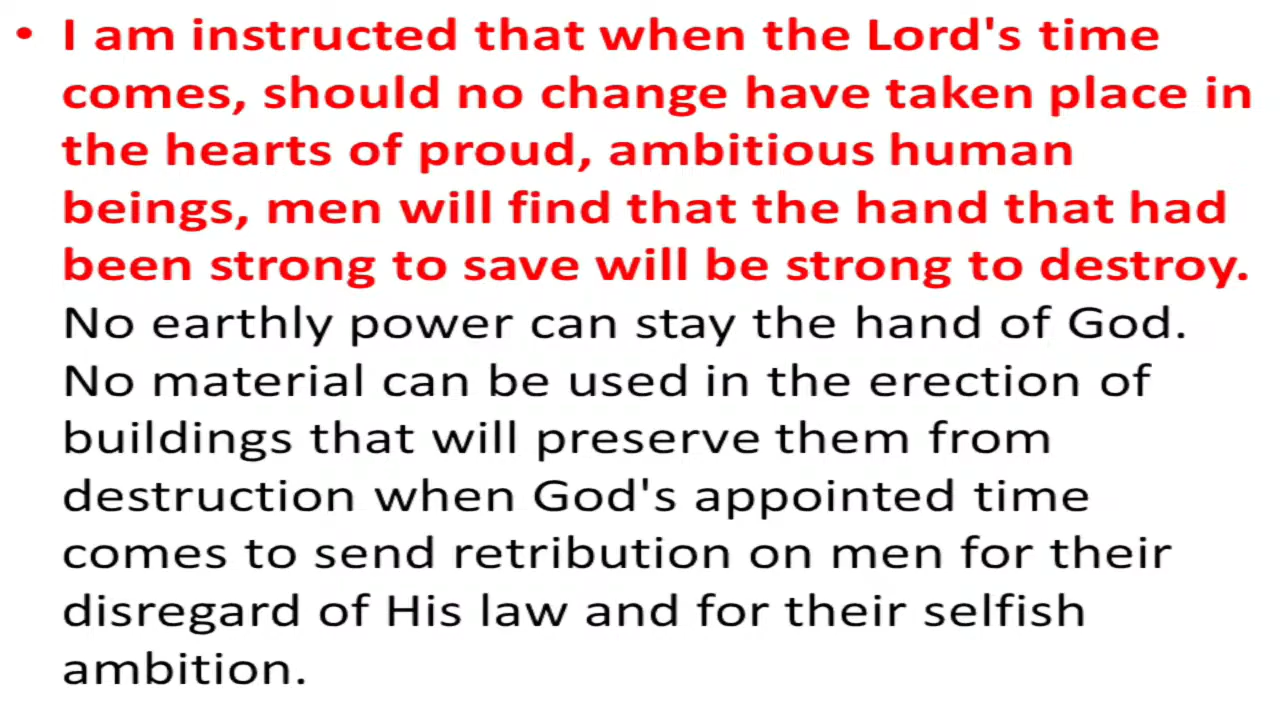 • I am instructed that when the Lord's time
comes, should no change have taken place in
the hearts of proud, ambitious human
beings, men will find that the hand that had
been strong to save will be strong to destroy.
No earthly power can stay the hand of God.
No material can be used in the erection of
buildings that will preserve them from
destruction when God's appointed time
comes to send retribution on men for their
disregard of His law and for their selfish
ambition.